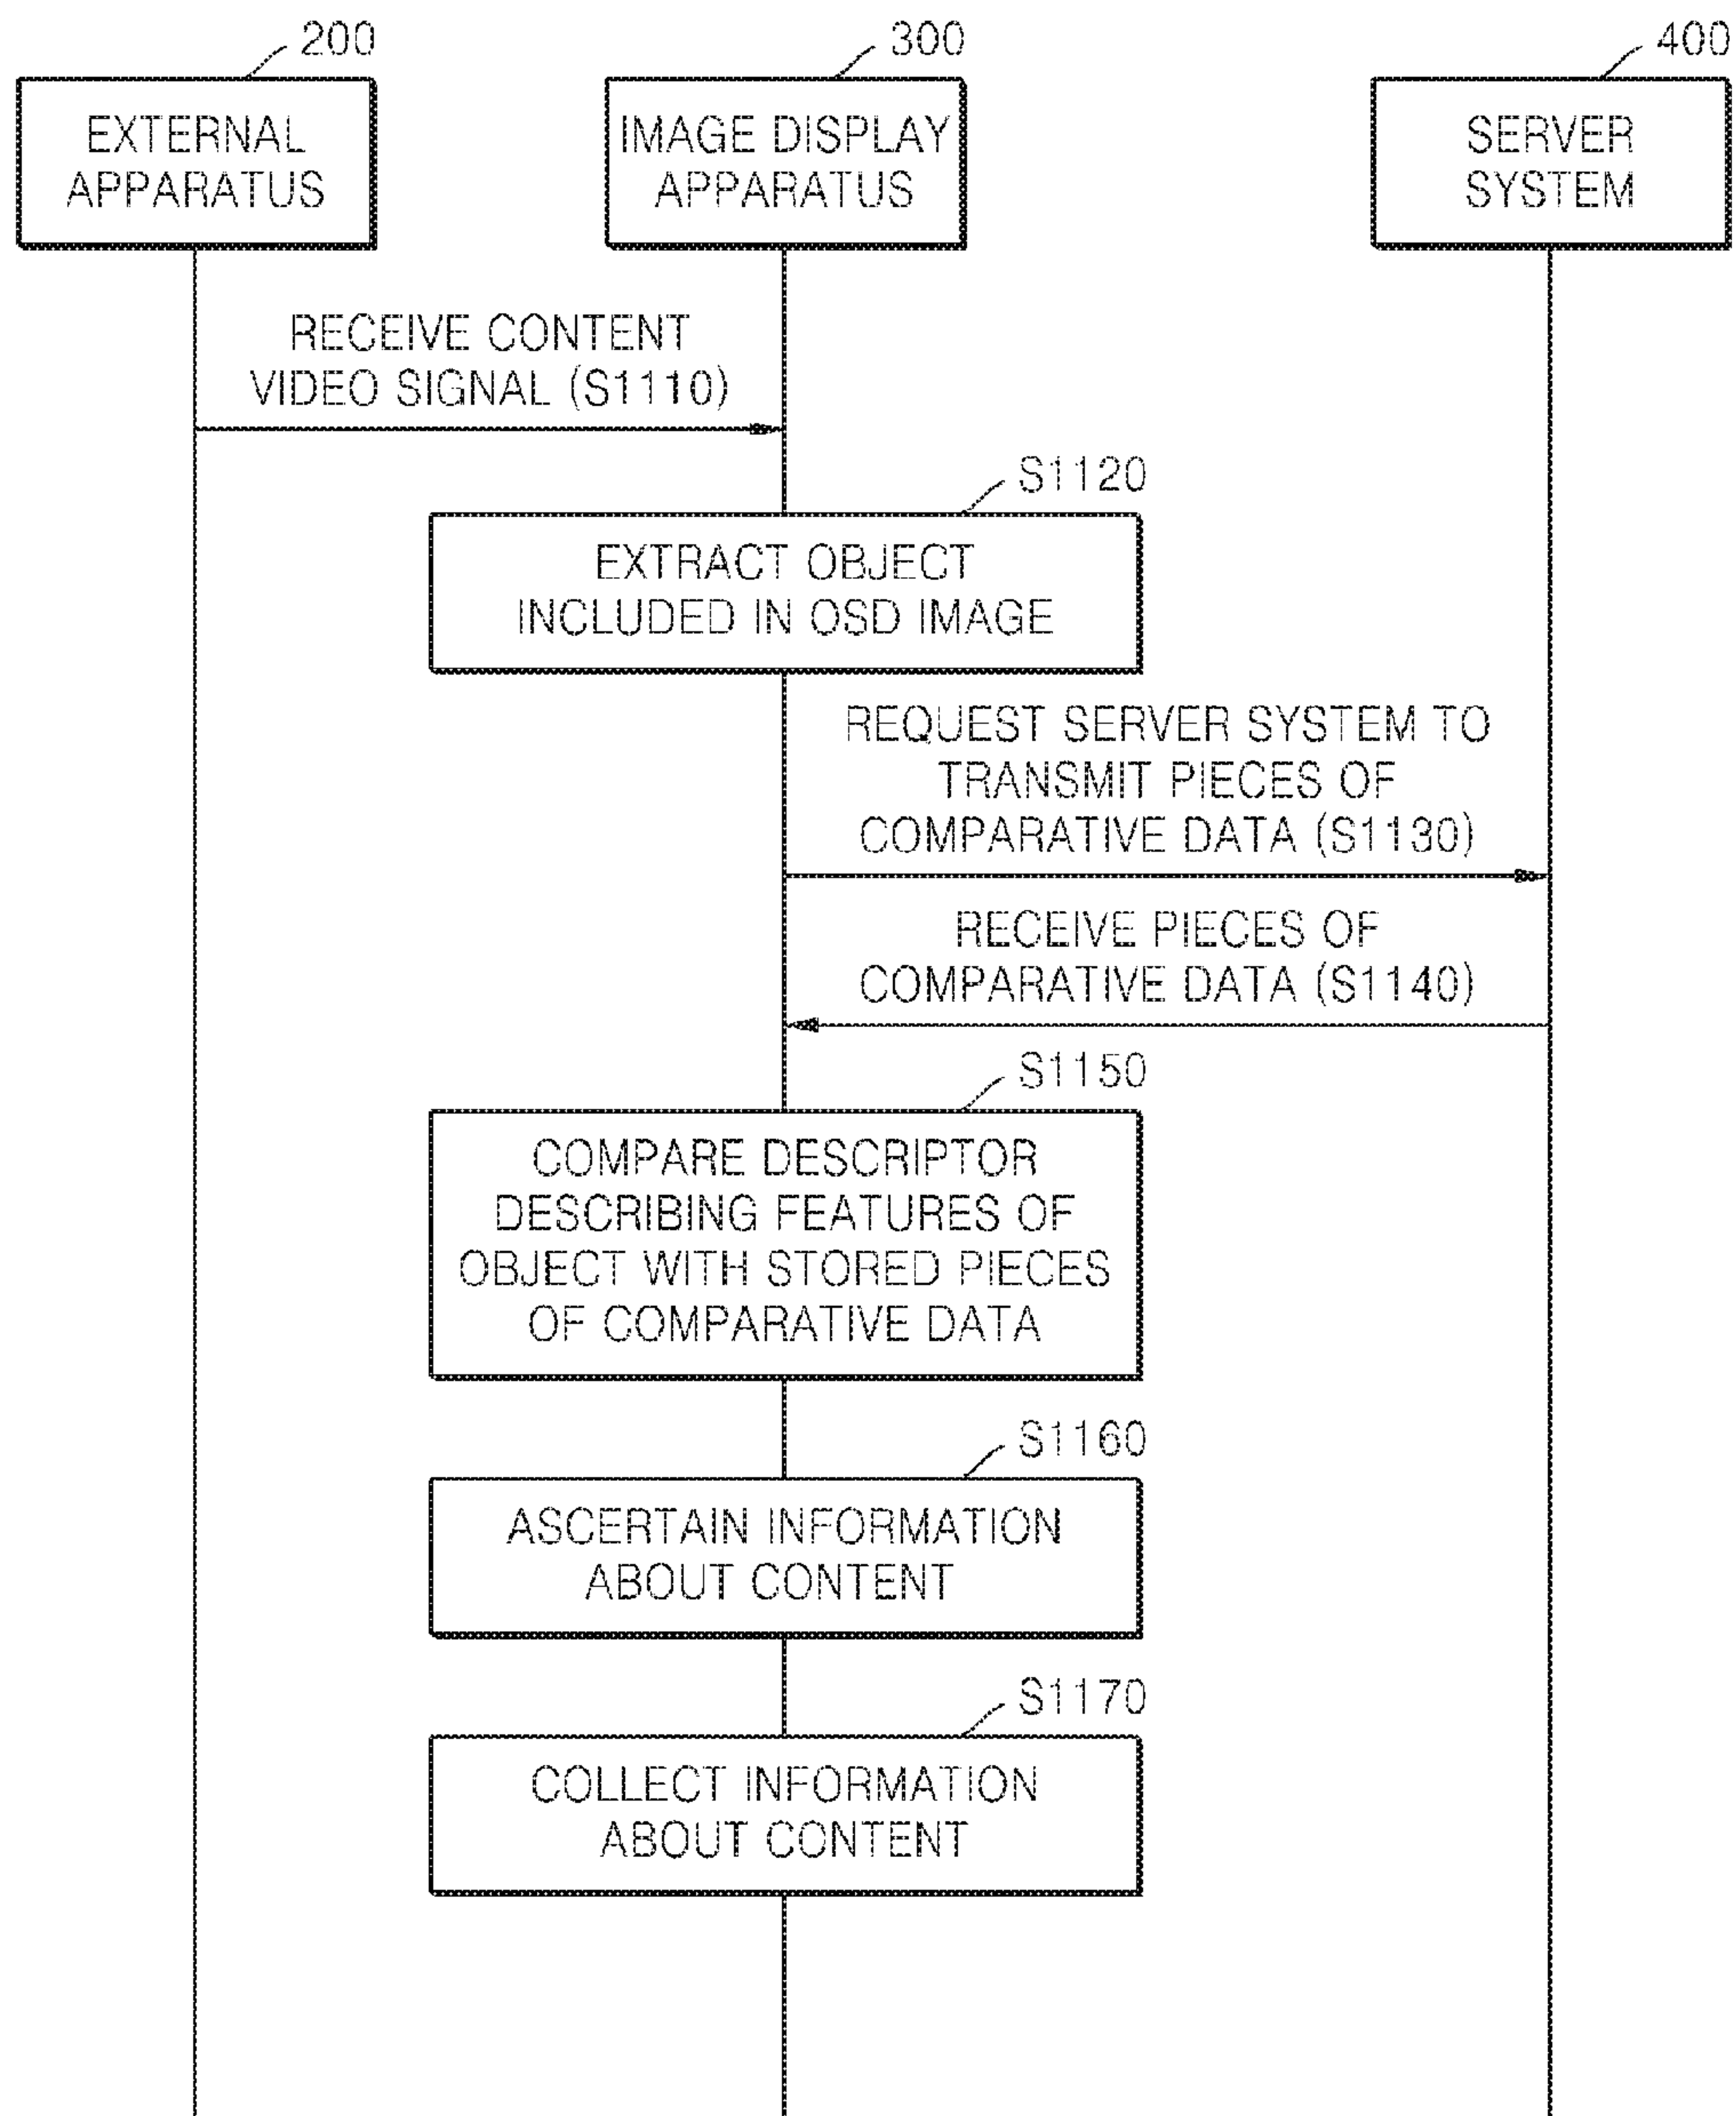 200
300
400
EXTERNAL
APPARATUS
IMAGE DISPLAY
APPARATUS
SERVER
SYSTEM
RECEIVE CONTENT
VIDEO SIGNAL (S1110)
S1120
EXTRACT OBJECT
INCLUDED IN OSD IMAGE
REQUEST SERVER SYSTEM TO
TRANSMIT PIECES OF
COMPARATIVE DATA (S1130)
RECEIVE PIECES OF
COMPARATIVE DATA (S1140)
S1150
COMPARE DESCRIPTOR
DESCRIBING FEATURES OF
OBJECT WITH STORED PIECES
OF COMPARATIVE DATA
S1160
ASCERTAIN INFORMATION
ABOUT CONTENT
S1170
COLLECT INFORMATION
ABOUT CONTENT